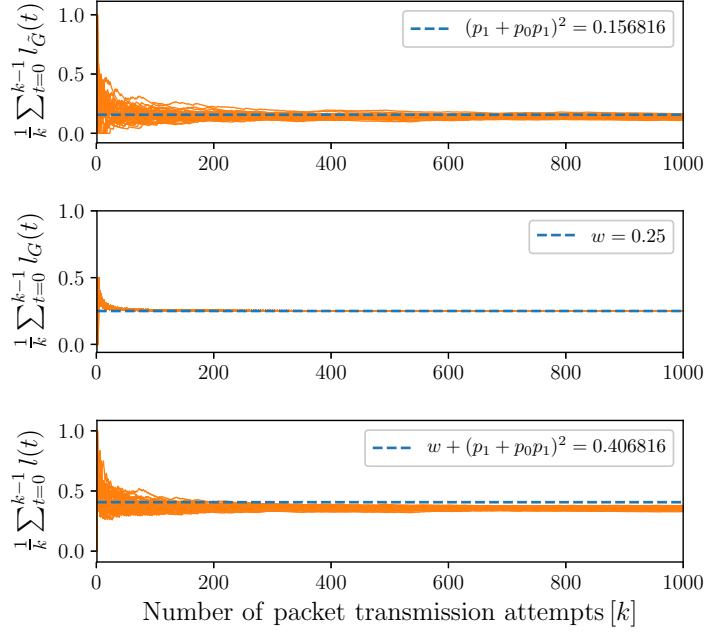 1.0
0.5
0.0
0 200 400 600 800 1000
$\frac{1}{k}\sum_{t=0}^{k-1} l_{\tilde{G}}(t)$
$(p_1 + p_0p_1)^2 = 0.156816$
1.0
0.5
0.0
0 200 400 600 800 1000
$\frac{1}{k}\sum_{t=0}^{k-1} l_G(t)$
$w = 0.25$
1.0
0.5
0.0
0 200 400 600 800 1000
$\frac{1}{k}\sum_{t=0}^{k-1} l(t)$
$w + (p_1 + p_0p_1)^2 = 0.406816$
Number of packet transmission attempts [k]